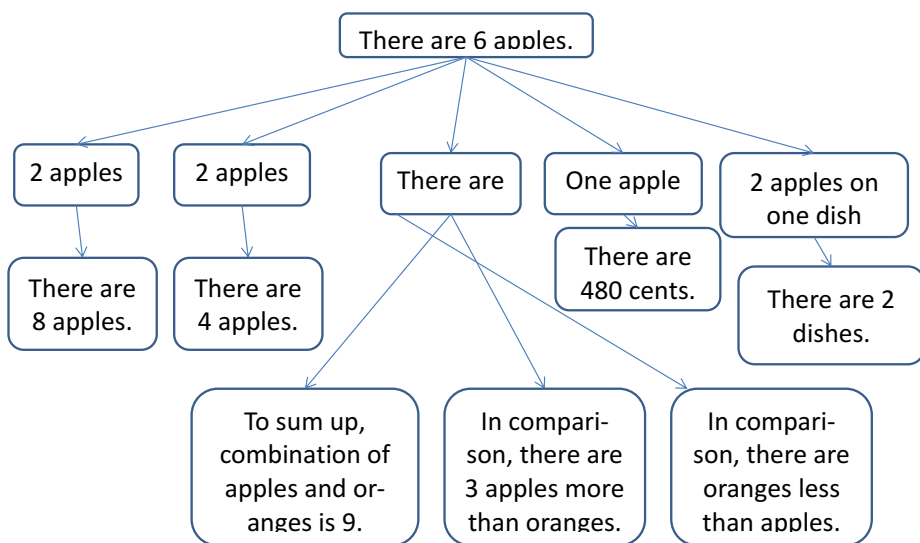 There are 6 apples.
2 apples
2 apples
There are
One apple
2 apples on
one dish
There are
8 apples.
There are
4 apples.
There are
480 cents.
There are 2
dishes.
To sum up,
combination of
apples and or-
anges is 9.
In compari-
son, there are
3 apples more
than oranges.
In compari-
son, there are
oranges less
than apples.